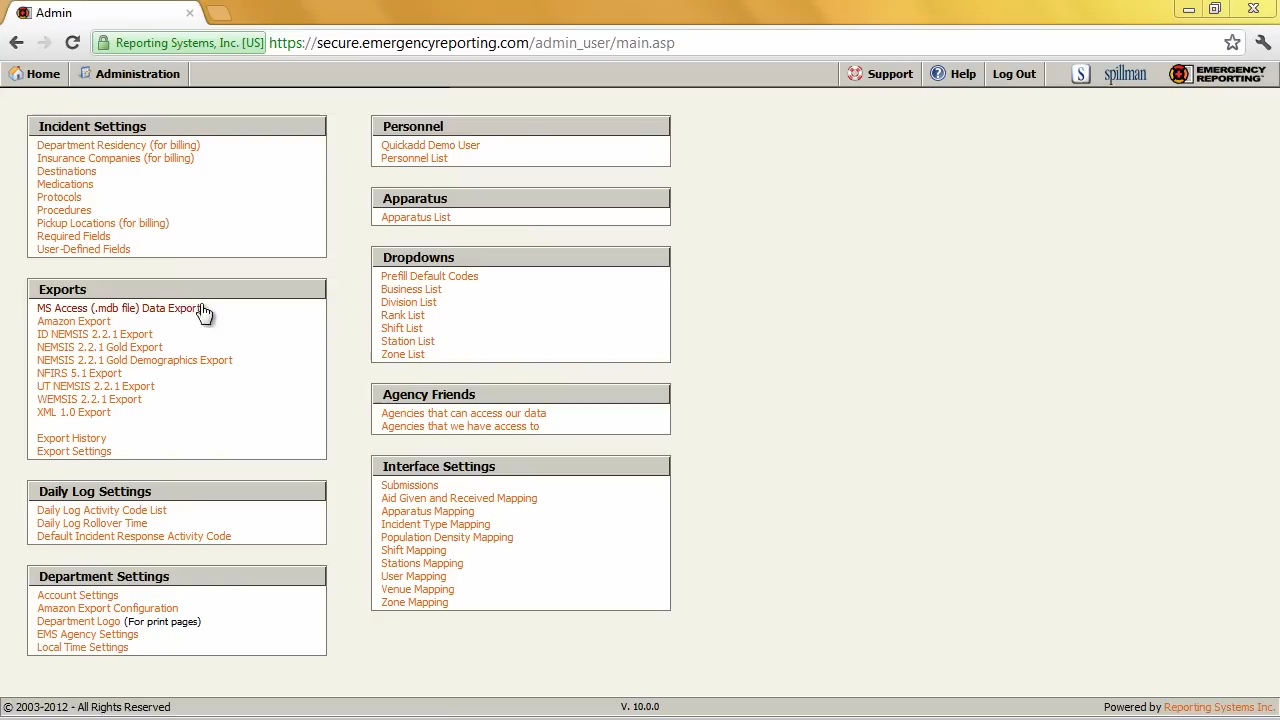 Admin
Reporting Systems, Inc. [US] https://secure.emergencyreporting.com/admin_user/main.asp
Home Administration Support Help Log Out S spillman EMERGENCY REPORTING™
Incident Settings
Department Residency (for billing)
Insurance Companies (for billing)
Destinations
Medications
Protocols
Procedures
Pickup Locations (for billing)
Required Fields
User-Defined Fields
Exports
MS Access (.mdb file) Data Export
Amazon Export
ID NEMSIS 2.2.1 Export
NEMSIS 2.2.1 Gold Export
NEMSIS 2.2.1 Gold Demographics Export
NFIRS 5.1 Export
UT NEMSIS 2.2.1 Export
WEMSIS 2.2.1 Export
XML 1.0 Export
Export History
Export Settings
Daily Log Settings
Daily Log Activity Code List
Daily Log Rollover Time
Default Incident Response Activity Code
Department Settings
Account Settings
Amazon Export Configuration
Department Logo (For print pages)
EMS Agency Settings
Local Time Settings
Personnel
Quickadd Demo User
Personnel List
Apparatus
Apparatus List
Dropdowns
Prefill Default Codes
Business List
Division List
Rank List
Shift List
Station List
Zone List
Agency Friends
Agencies that can access our data
Agencies that we have access to
Interface Settings
Submissions
Aid Given and Received Mapping
Apparatus Mapping
Incident Type Mapping
Population Density Mapping
Shift Mapping
Stations Mapping
User Mapping
Venue Mapping
Zone Mapping
© 2003-2012 - All Rights Reserved V. 10.0.0 Powered by Reporting Systems Inc.